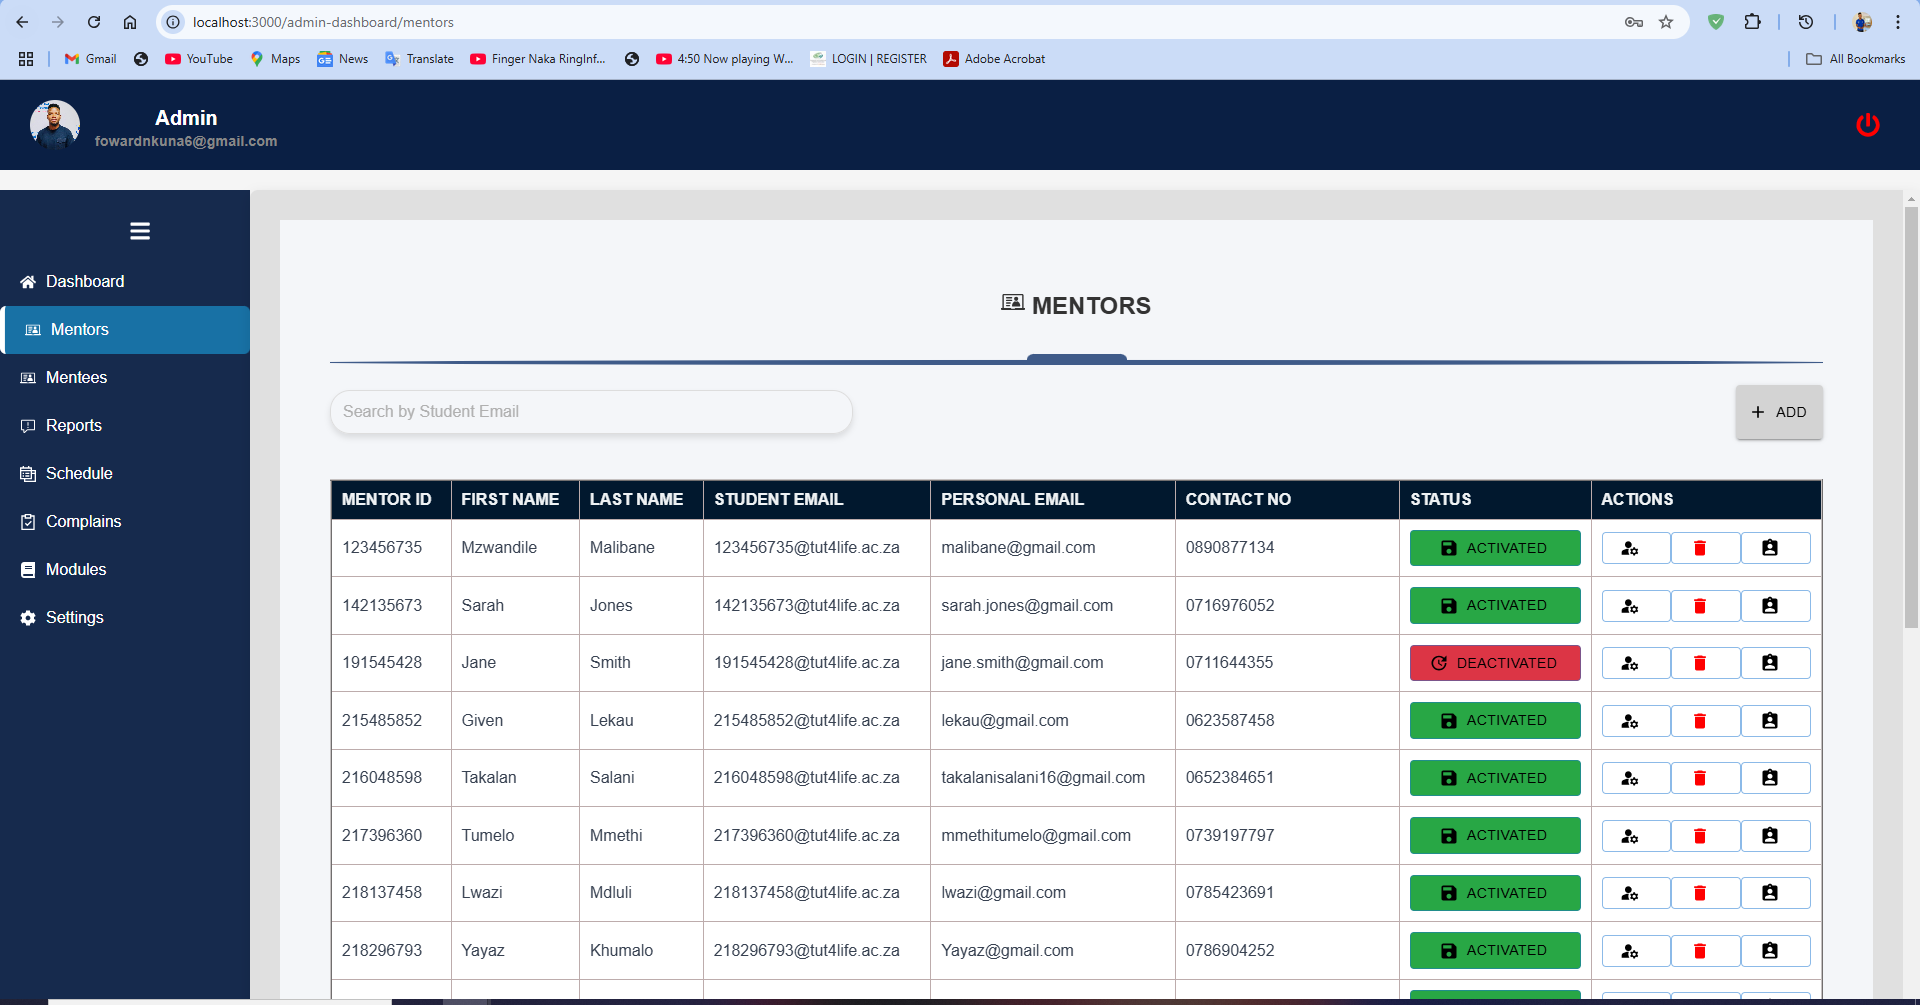 localhost:3000/admin-dashboard/mentors
Gmail YouTube Maps News Translate Finger Naka RingInf... 4:50 Now playing W... LOGIN | REGISTER Adobe Acrobat All Bookmarks
Admin
fowardnkuna6@gmail.com
Dashboard
Mentors
Mentees
Reports
Schedule
Complains
Modules
Settings
MENTORS
Search by Student Email
+ ADD
MENTOR ID FIRST NAME LAST NAME STUDENT EMAIL PERSONAL EMAIL CONTACT NO STATUS ACTIONS
123456735 Mzwandile Malibane 123456735@tut4life.ac.za malibane@gmail.com 0890877134 ACTIVATED
142135673 Sarah Jones 142135673@tut4life.ac.za sarah.jones@gmail.com 0716976052 ACTIVATED
191545428 Jane Smith 191545428@tut4life.ac.za jane.smith@gmail.com 0711644355 DEACTIVATED
215485852 Given Lekau 215485852@tut4life.ac.za lekau@gmail.com 0623587458 ACTIVATED
216048598 Takalan Salani 216048598@tut4life.ac.za takalanisalani16@gmail.com 0652384651 ACTIVATED
217396360 Tumelo Mmethi 217396360@tut4life.ac.za mmethitumelo@gmail.com 0739197797 ACTIVATED
218137458 Lwazi Mdluli 218137458@tut4life.ac.za lwazi@gmail.com 0785423691 ACTIVATED
218296793 Yayaz Khumalo 218296793@tut4life.ac.za Yayaz@gmail.com 0786904252 ACTIVATED